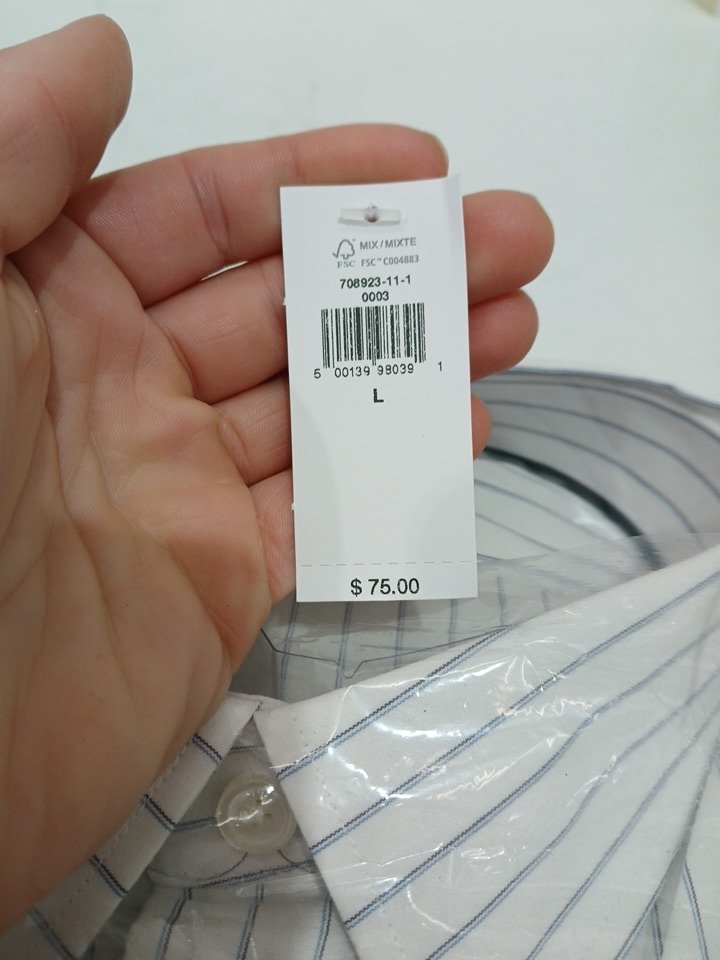 MIX / MIXTE
FSC FSC™ C004883
708923-11-1
0003
5 00139 98039 1
L
$ 75.00